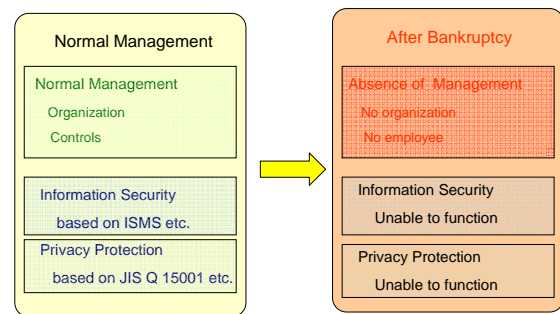 Normal Management
Normal Management
Organization
Controls
Information Security
based on ISMS etc.
Privacy Protection
based on JIS Q 15001 etc.
After Bankruptcy
Absence of Management
No organization
No employee
Information Security
Unable to function
Privacy Protection
Unable to function